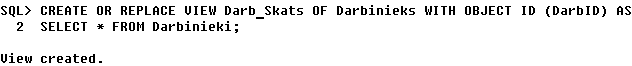 SQL> CREATE OR REPLACE VIEW Darb_Skats OF Darbinieks WITH OBJECT ID (DarbID) AS
  2  SELECT * FROM Darbinieki;
View created.